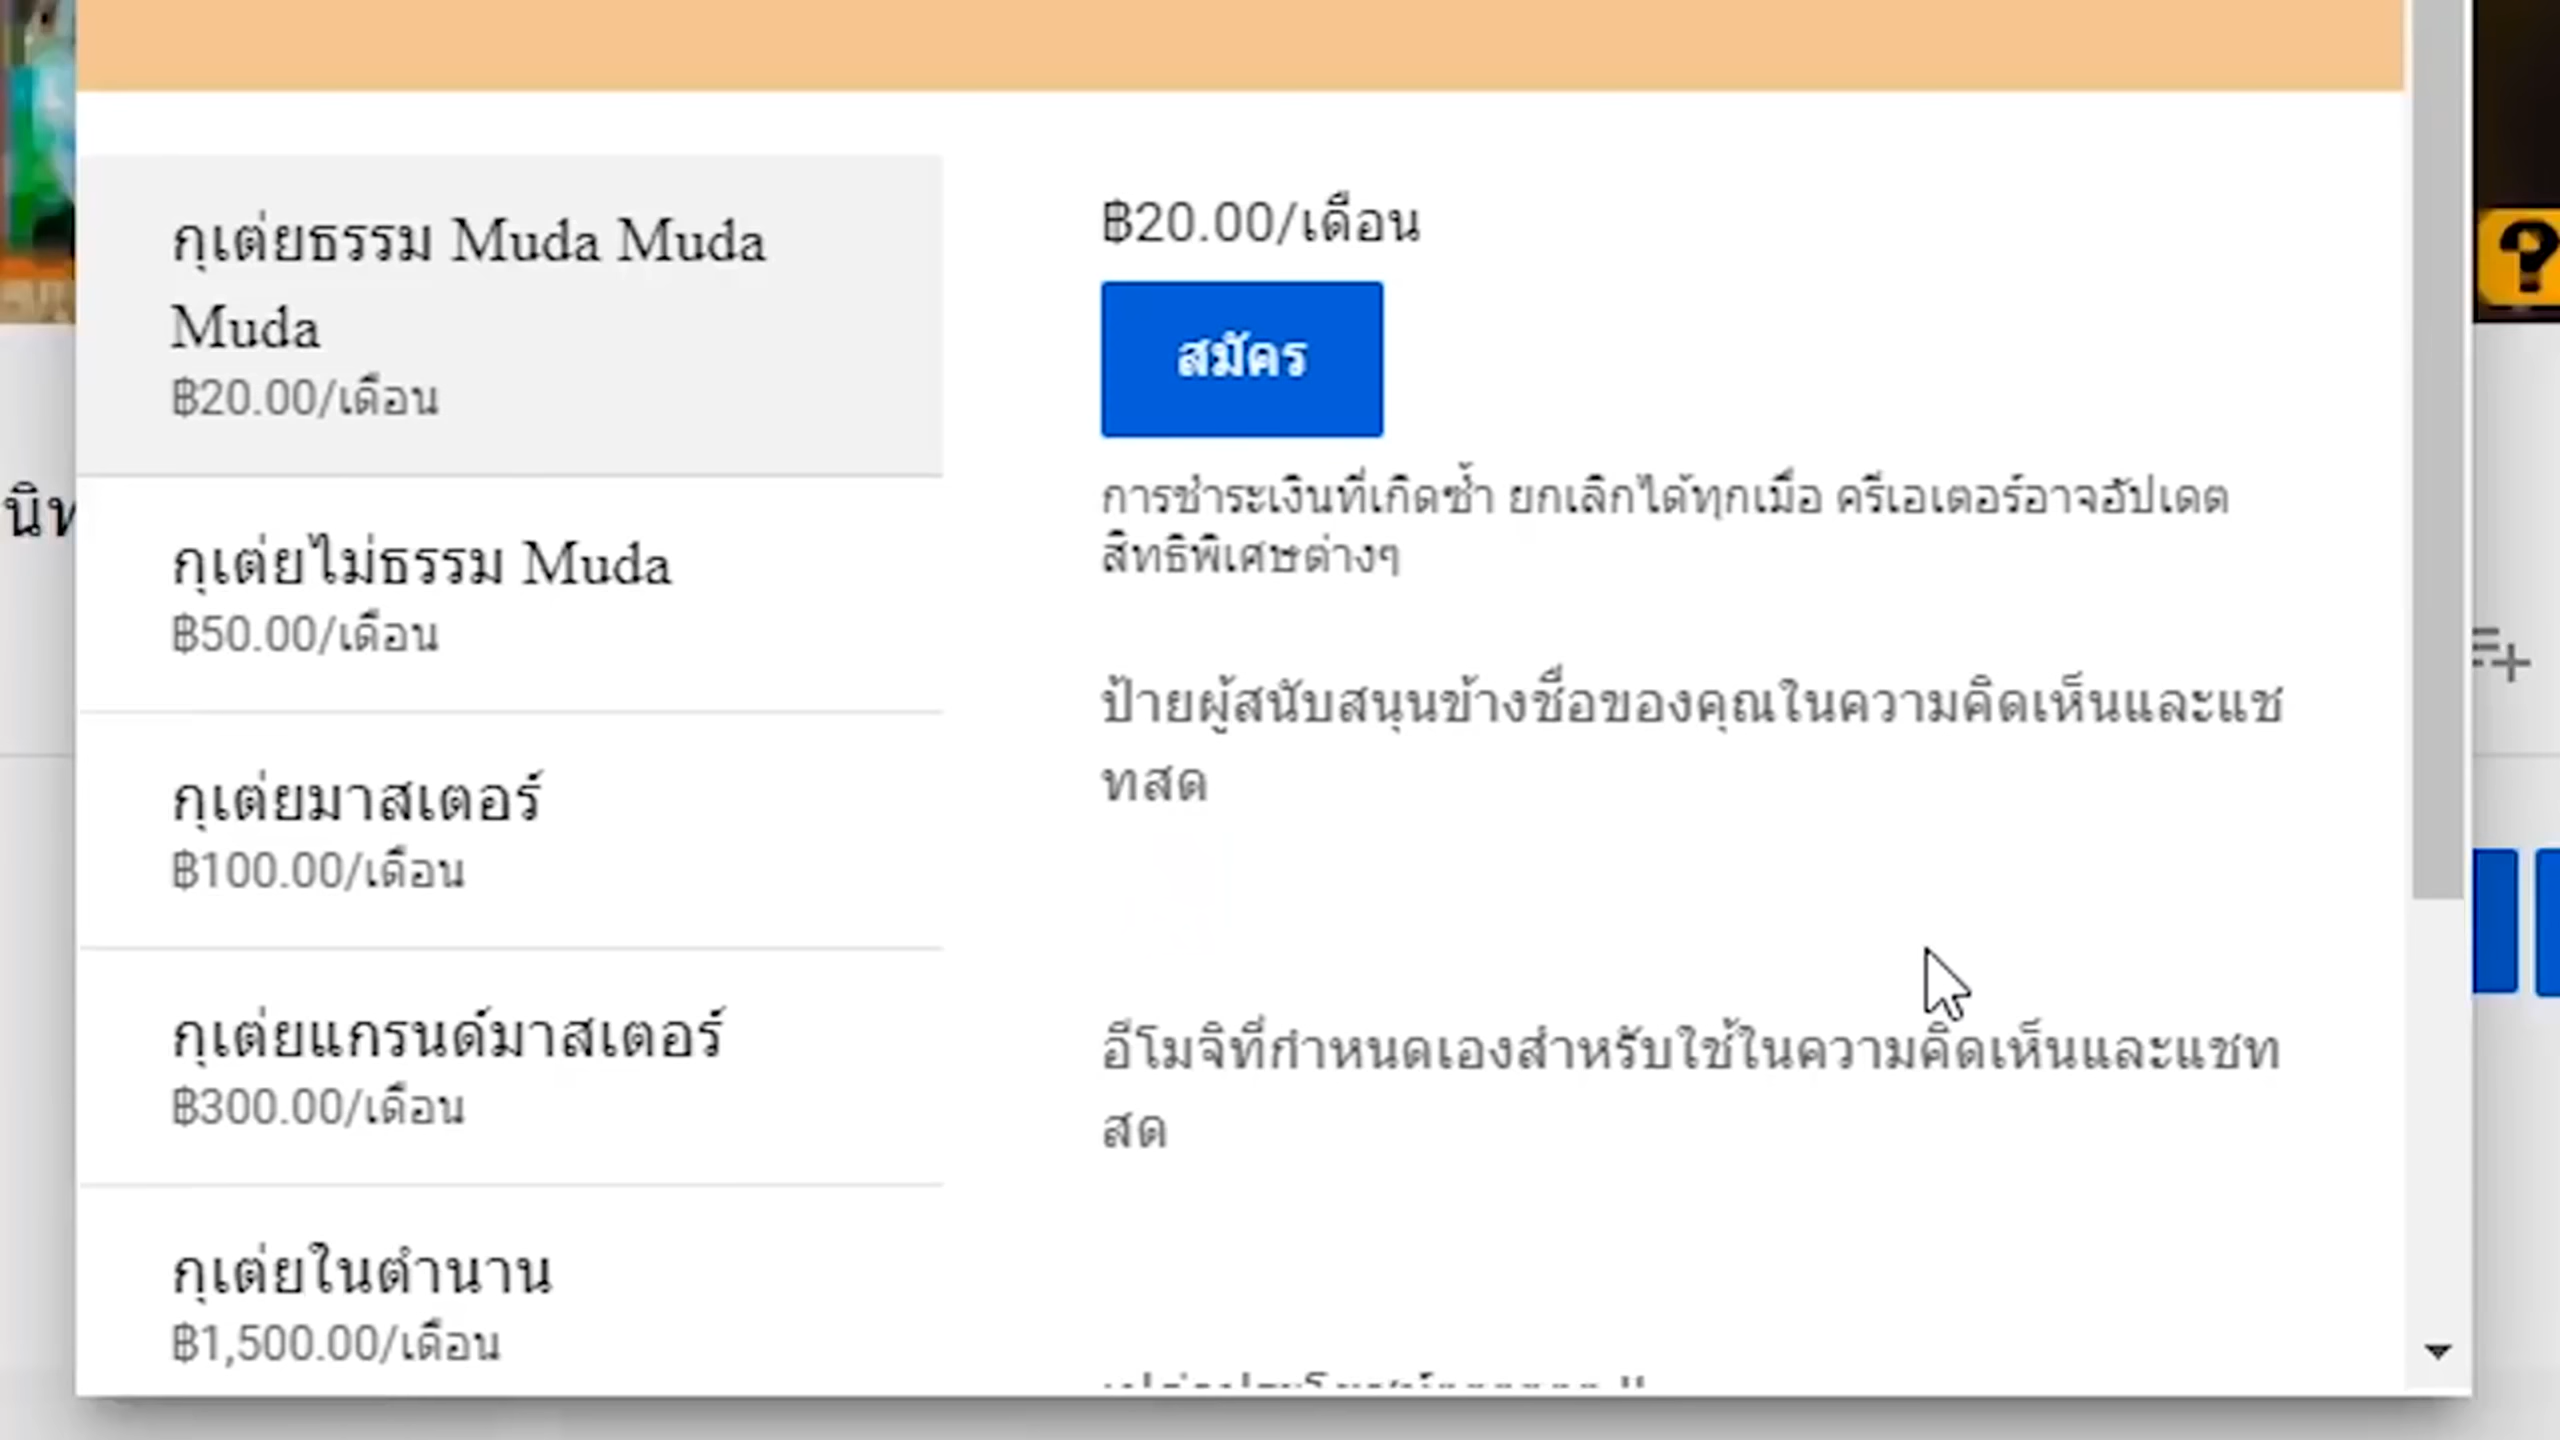 กุเต่ยธรรม Muda Muda
Muda
฿20.00/เดือน
กุเต่ยไม่ธรรม Muda
฿50.00/เดือน
กุเต่ยมาสเตอร์
฿100.00/เดือน
กุเต่ยแกรนด์มาสเตอร์
฿300.00/เดือน
กุเต่ยในตำนาน
฿1,500.00/เดือน
฿20.00/เดือน
สมัคร
การชำระเงินที่เกิดซ้ำ ยกเลิกได้ทุกเมื่อ ครีเอเตอร์อาจอัปเดต
สิทธิพิเศษต่างๆ
ป้ายผู้สนับสนุนข้างชื่อของคุณในความคิดเห็นและแช
ทสด
อีโมจิที่กำหนดเองสำหรับใช้ในความคิดเห็นและแชท
สด
?